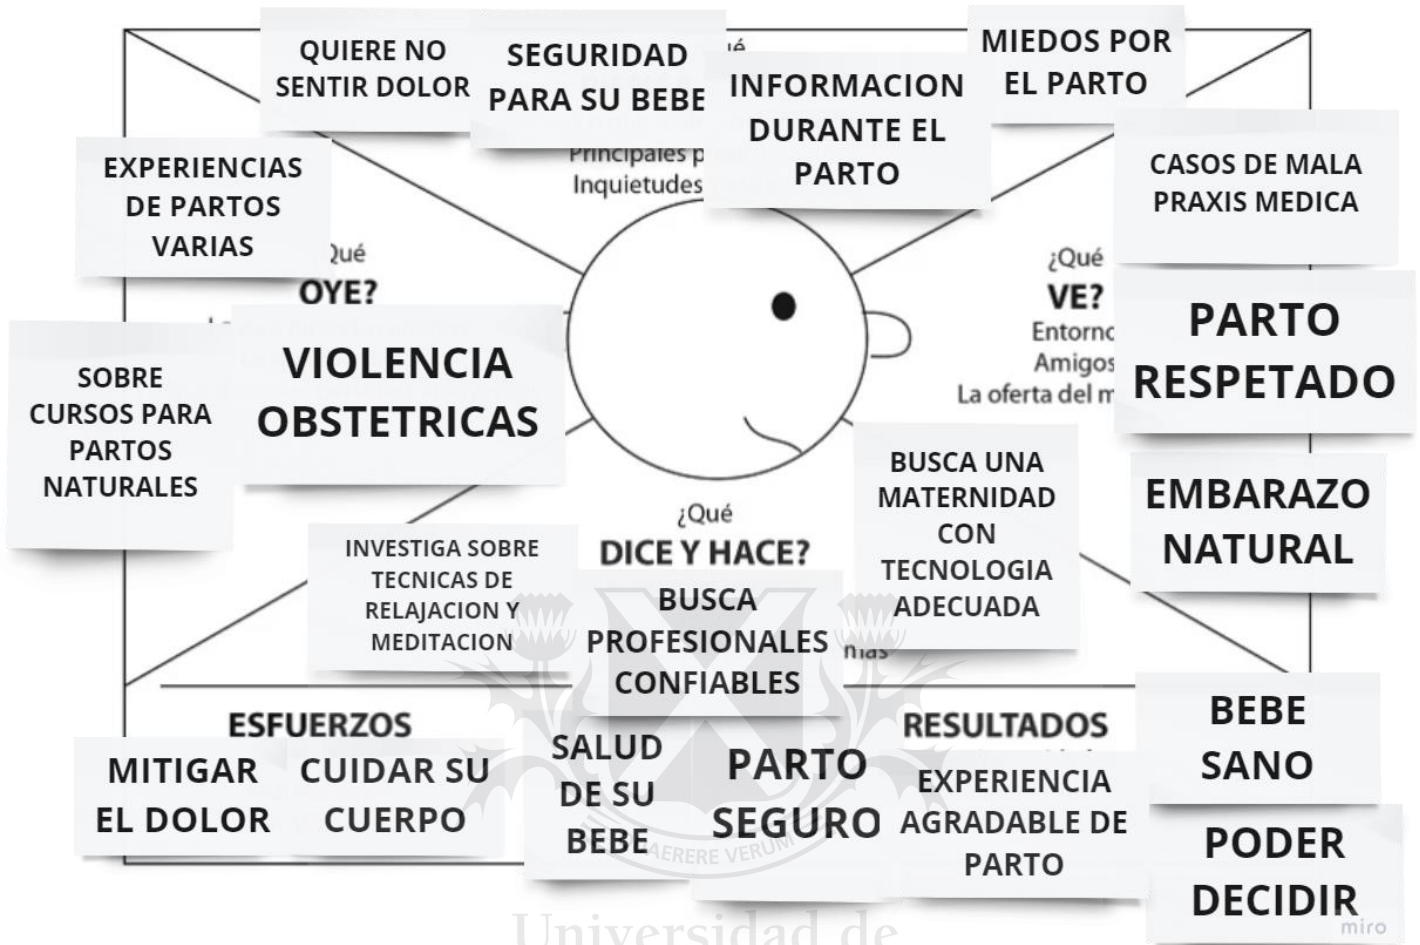 QUIERE NO
SENTIR DOLOR
SEGURIDAD
PARA SU BEBE
INFORMACION
DURANTE EL
PARTO
MIEDOS POR
EL PARTO
Principales
Inquietudes
EXPERIENCIAS
DE PARTOS
VARIAS
CASOS DE MALA
PRAXIS MEDICA
Qué
OYE?
¿Qué
VE?
Entorno
Amigos
La oferta del
VIOLENCIA
OBSTETRICAS
SOBRE
CURSOS PARA
PARTOS
NATURALES
PARTO
RESPETADO
EMBARAZO
NATURAL
¿Qué
DICE Y HACE?
INVESTIGA SOBRE
TECNICAS DE
RELAJACION Y
MEDITACION
BUSCA
PROFESIONALES
CONFIABLES
BUSCA UNA
MATERNIDAD
CON
TECNOLOGIA
ADECUADA
ESFUERZOS
MITIGAR
EL DOLOR
CUIDAR SU
CUERPO
SALUD
DE SU
BEBE
PARTO
SEGURO
RESULTADOS
EXPERIENCIA
AGRADABLE DE
PARTO
BEBE
SANO
PODER
DECIDIR
VERUM
Universidad de
miro